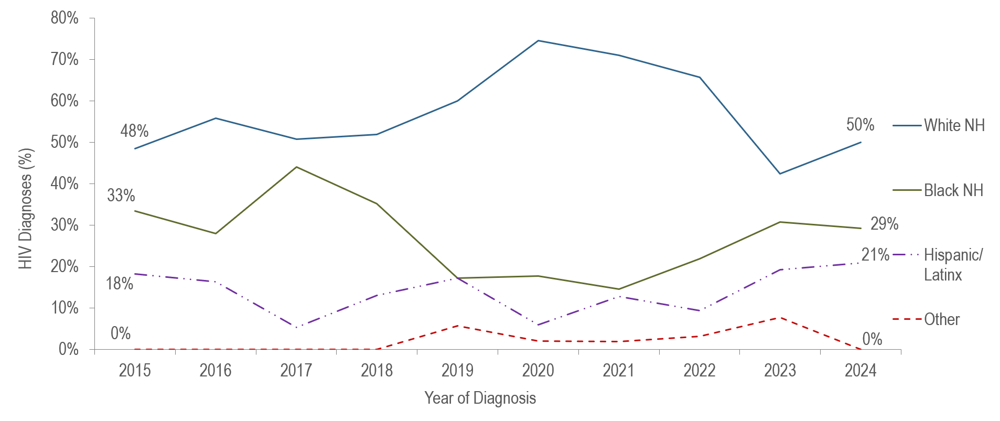 80%
70%
60%
50%
40%
30%
20%
10%
0%
HIV Diagnoses (%)
48%
33%
18%
0%
50%
29%
21%
0%
White NH
Black NH
Hispanic/
Latinx
Other
2015 2016 2017 2018 2019 2020 2021 2022 2023 2024
Year of Diagnosis